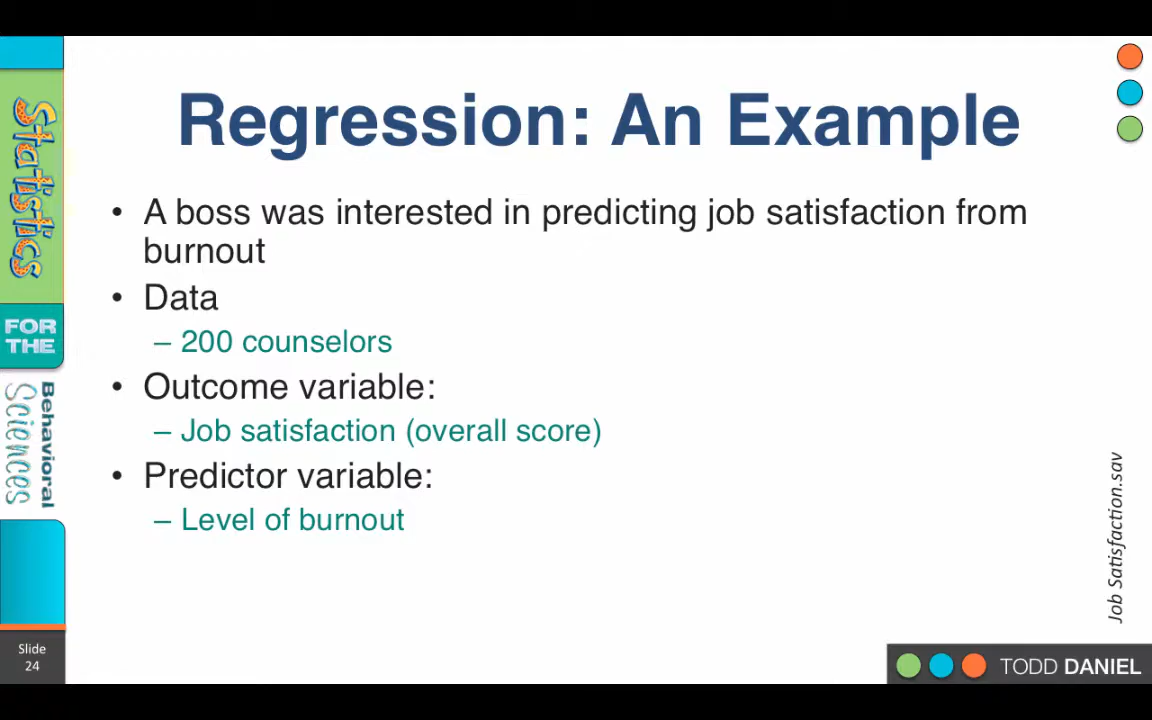 Regression: An Example
• A boss was interested in predicting job satisfaction from
burnout
• Data
– 200 counselors
• Outcome variable:
– Job satisfaction (overall score)
• Predictor variable:
– Level of burnout
Statistics
FOR
THE
Behavioral
Sciences
Slide
24
Job Satisfaction.sav
TODD DANIEL